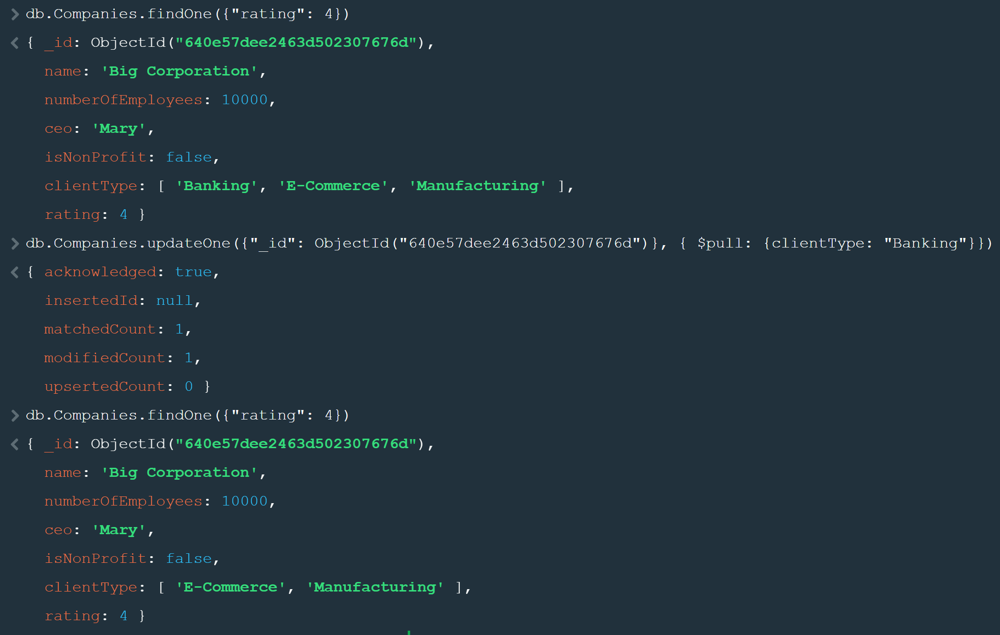 > db.Companies.findOne({"rating": 4})
< { _id: ObjectId("640e57dee2463d502307676d"),
name: 'Big Corporation',
numberOfEmployees: 10000,
ceo: 'Mary',
isNonProfit: false,
clientType: [ 'Banking', 'E-Commerce', 'Manufacturing' ],
rating: 4 }
> db.Companies.updateOne({"_id": ObjectId("640e57dee2463d502307676d")}, { $pull: {clientType: "Banking"}})
< { acknowledged: true,
insertedId: null,
matchedCount: 1,
modifiedCount: 1,
upsertedCount: 0 }
> db.Companies.findOne({"rating": 4})
< { _id: ObjectId("640e57dee2463d502307676d"),
name: 'Big Corporation',
numberOfEmployees: 10000,
ceo: 'Mary',
isNonProfit: false,
clientType: [ 'E-Commerce', 'Manufacturing' ],
rating: 4 }